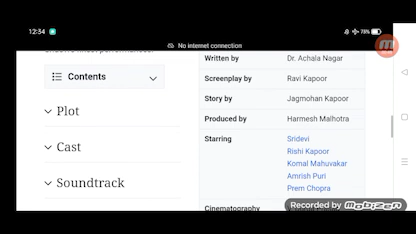 12:34
73%
No internet connection
Contents
Plot
Cast
Soundtrack
Written by Dr. Achala Nagar
Screenplay by Ravi Kapoor
Story by Jagmohan Kapoor
Produced by Harmesh Malhotra
Starring Sridevi
Rishi Kapoor
Komal Mahuvakar
Amrish Puri
Prem Chopra
Cinematography
Recorded by Mobizen